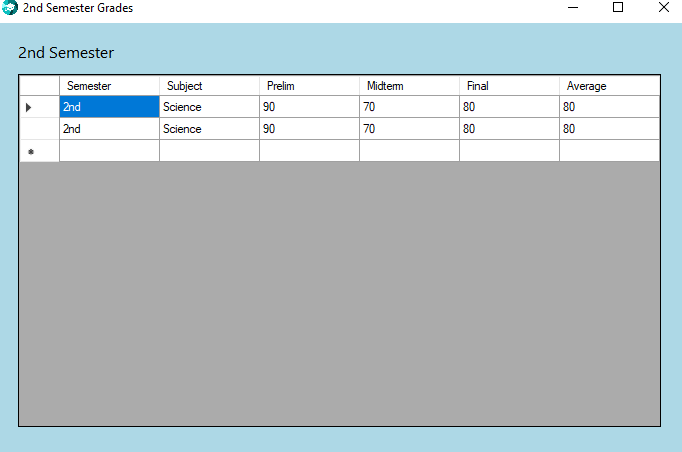 2nd Semester Grades
2nd Semester
Semester Subject Prelim Midterm Final Average
2nd Science 90 70 80 80
2nd Science 90 70 80 80